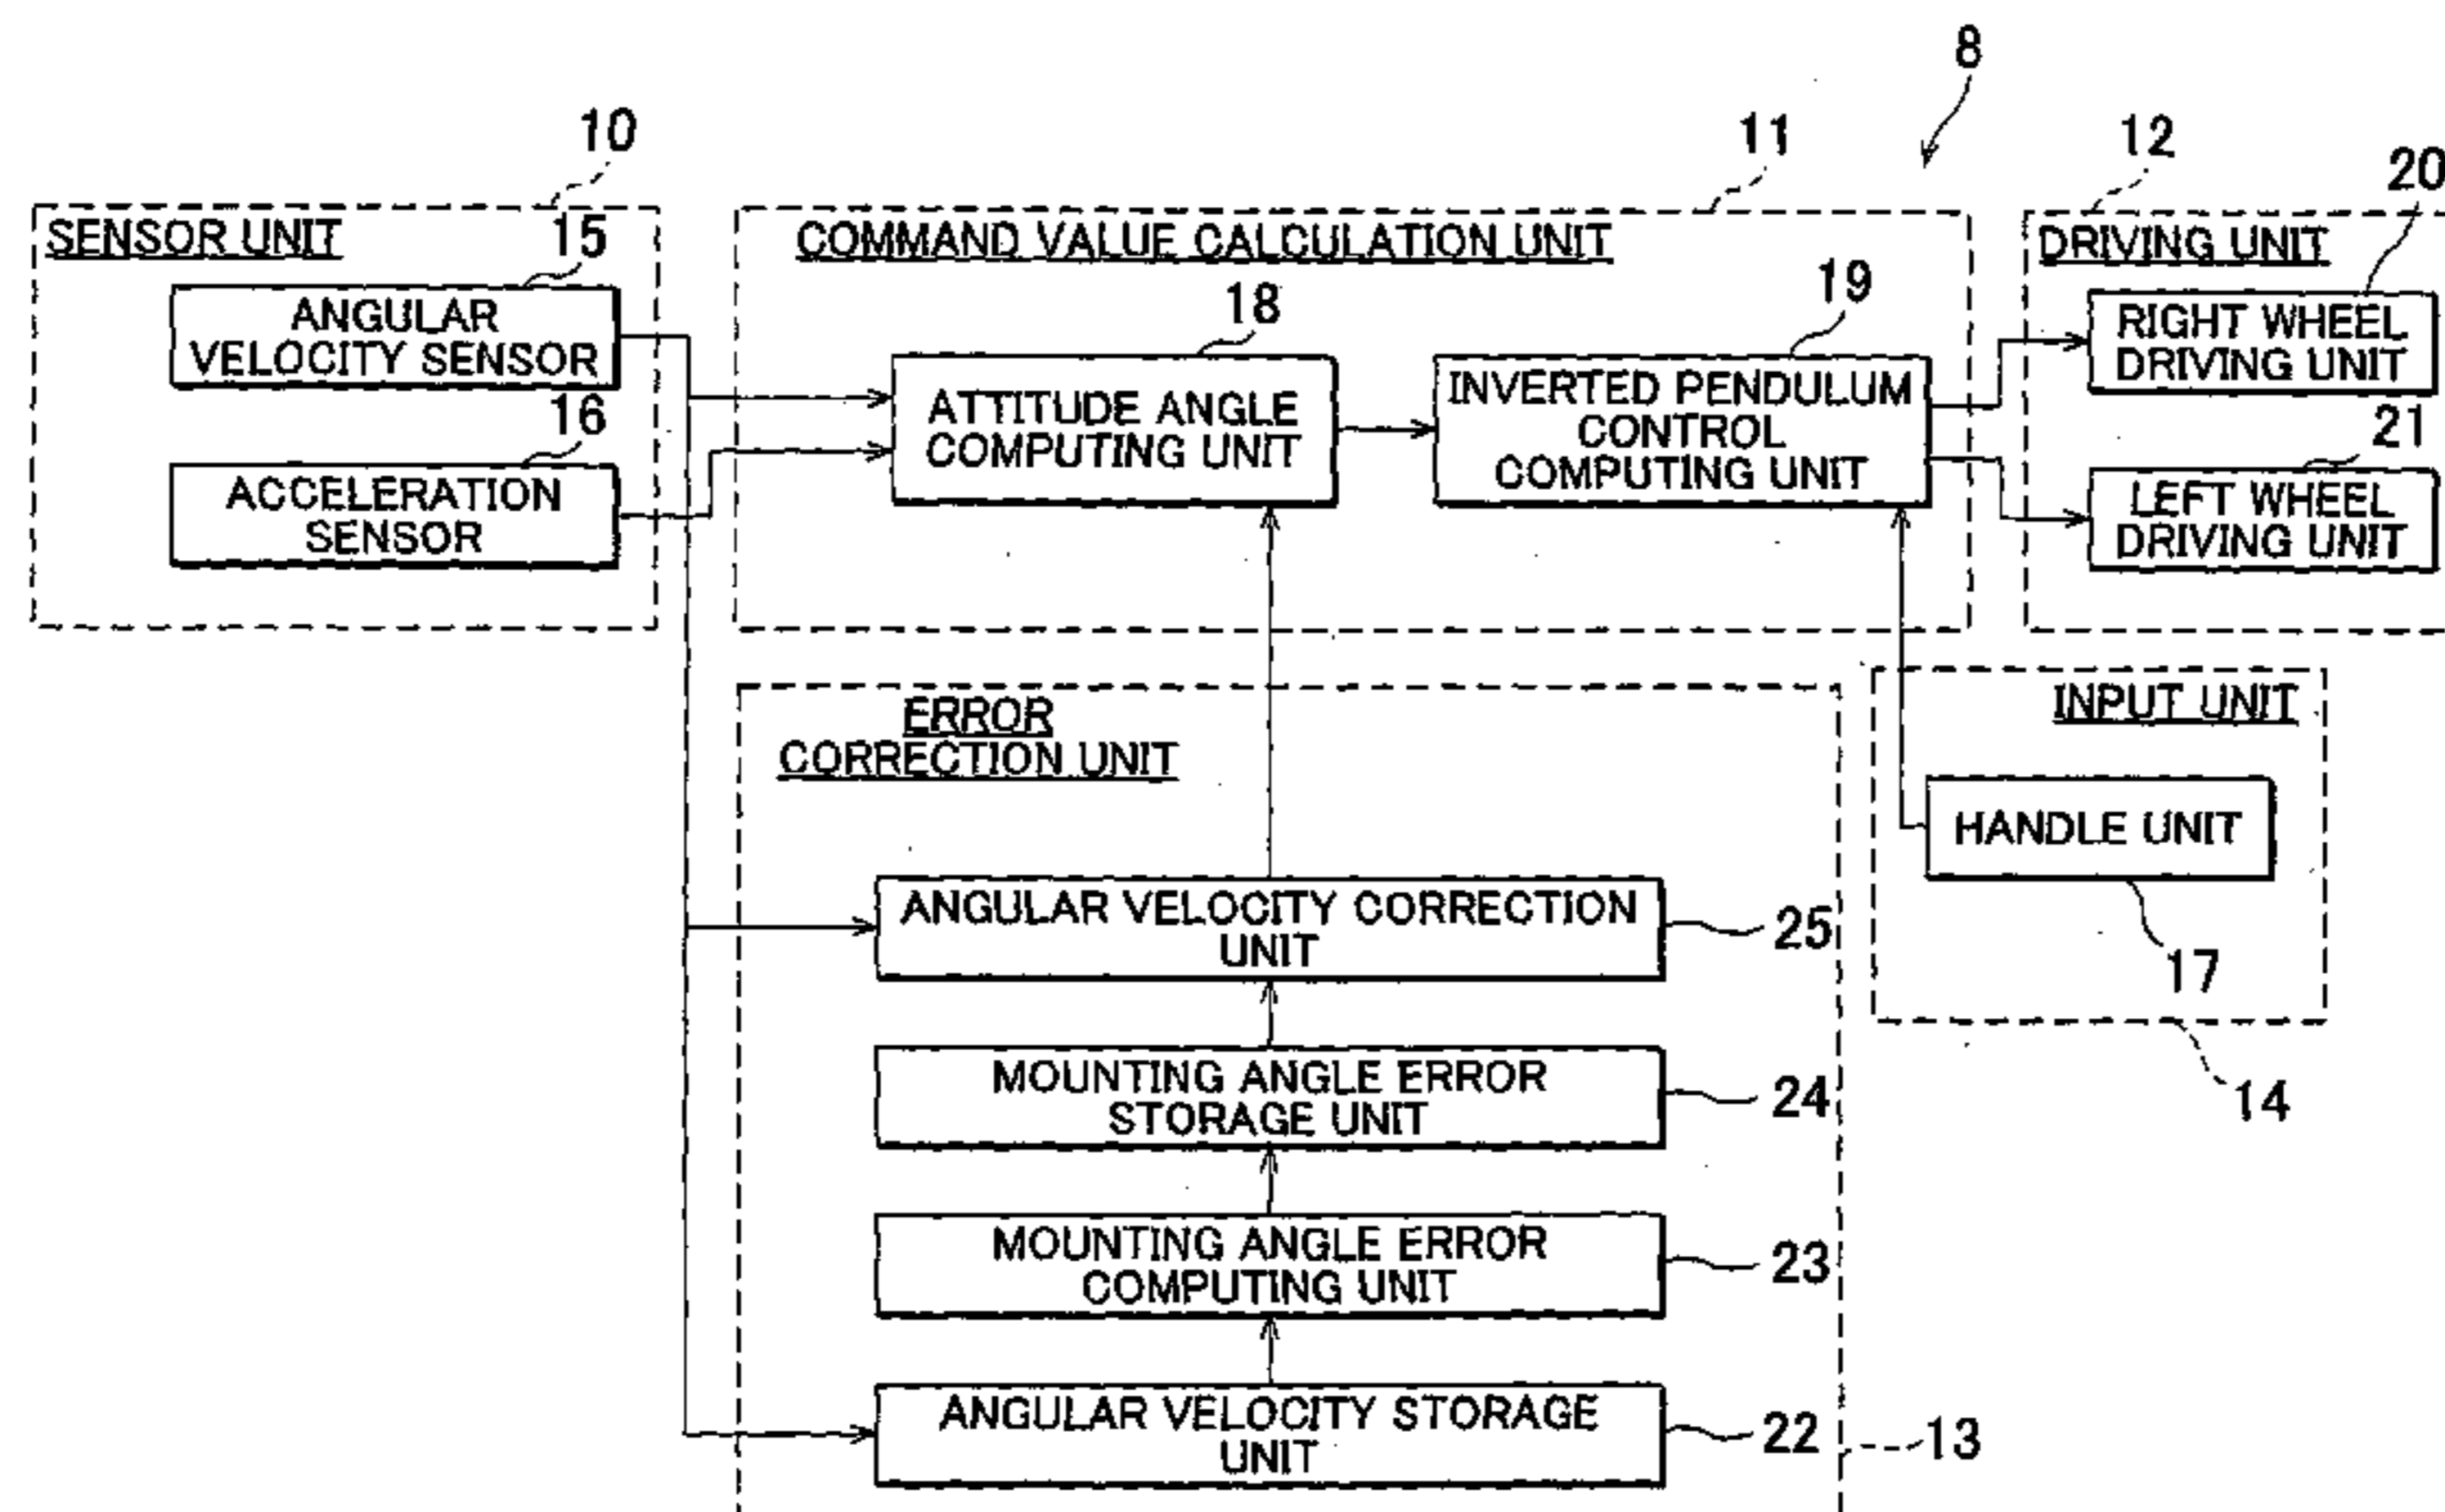 8
10
11
12
20
SENSOR UNIT
15
COMMAND VALUE CALCULATION UNIT
DRIVING UNIT
ANGULAR
VELOCITY SENSOR
18
19
RIGHT WHEEL
DRIVING UNIT
16
ATTITUDE ANGLE
COMPUTING UNIT
INVERTED PENDULUM
CONTROL
COMPUTING UNIT
21
ACCELERATION
SENSOR
LEFT WHEEL
DRIVING UNIT
ERROR
CORRECTION UNIT
INPUT UNIT
HANDLE UNIT
17
14
ANGULAR VELOCITY CORRECTION
UNIT
25
MOUNTING ANGLE ERROR
STORAGE UNIT
24
MOUNTING ANGLE ERROR
COMPUTING UNIT
23
ANGULAR VELOCITY STORAGE
UNIT
22
13